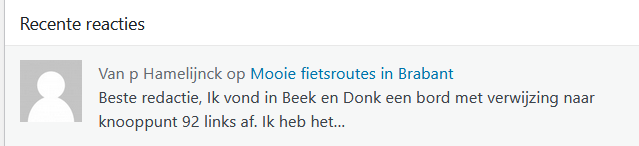 Recente reacties
Van p Hamelijnck op Mooie fietsroutes in Brabant
Beste redactie, Ik vond in Beek en Donk een bord met verwijzing naar
knooppunt 92 links af. Ik heb het...